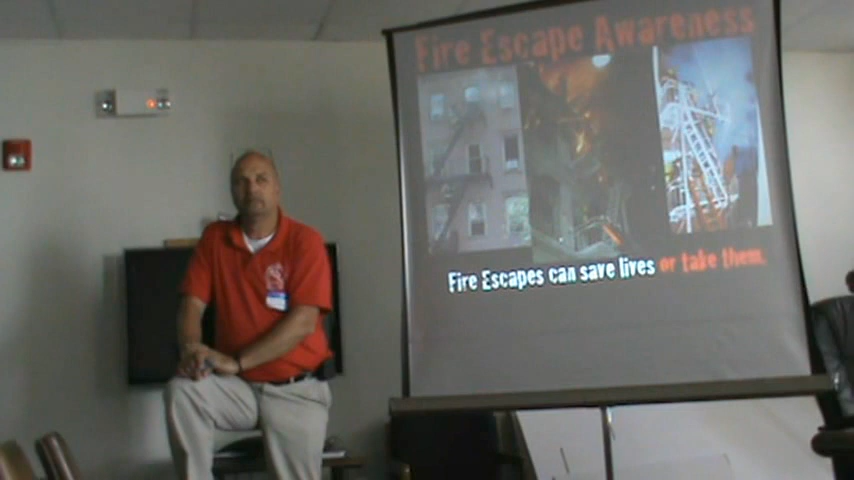 Fire Escape Awareness
Fire Escapes can save lives or take them.